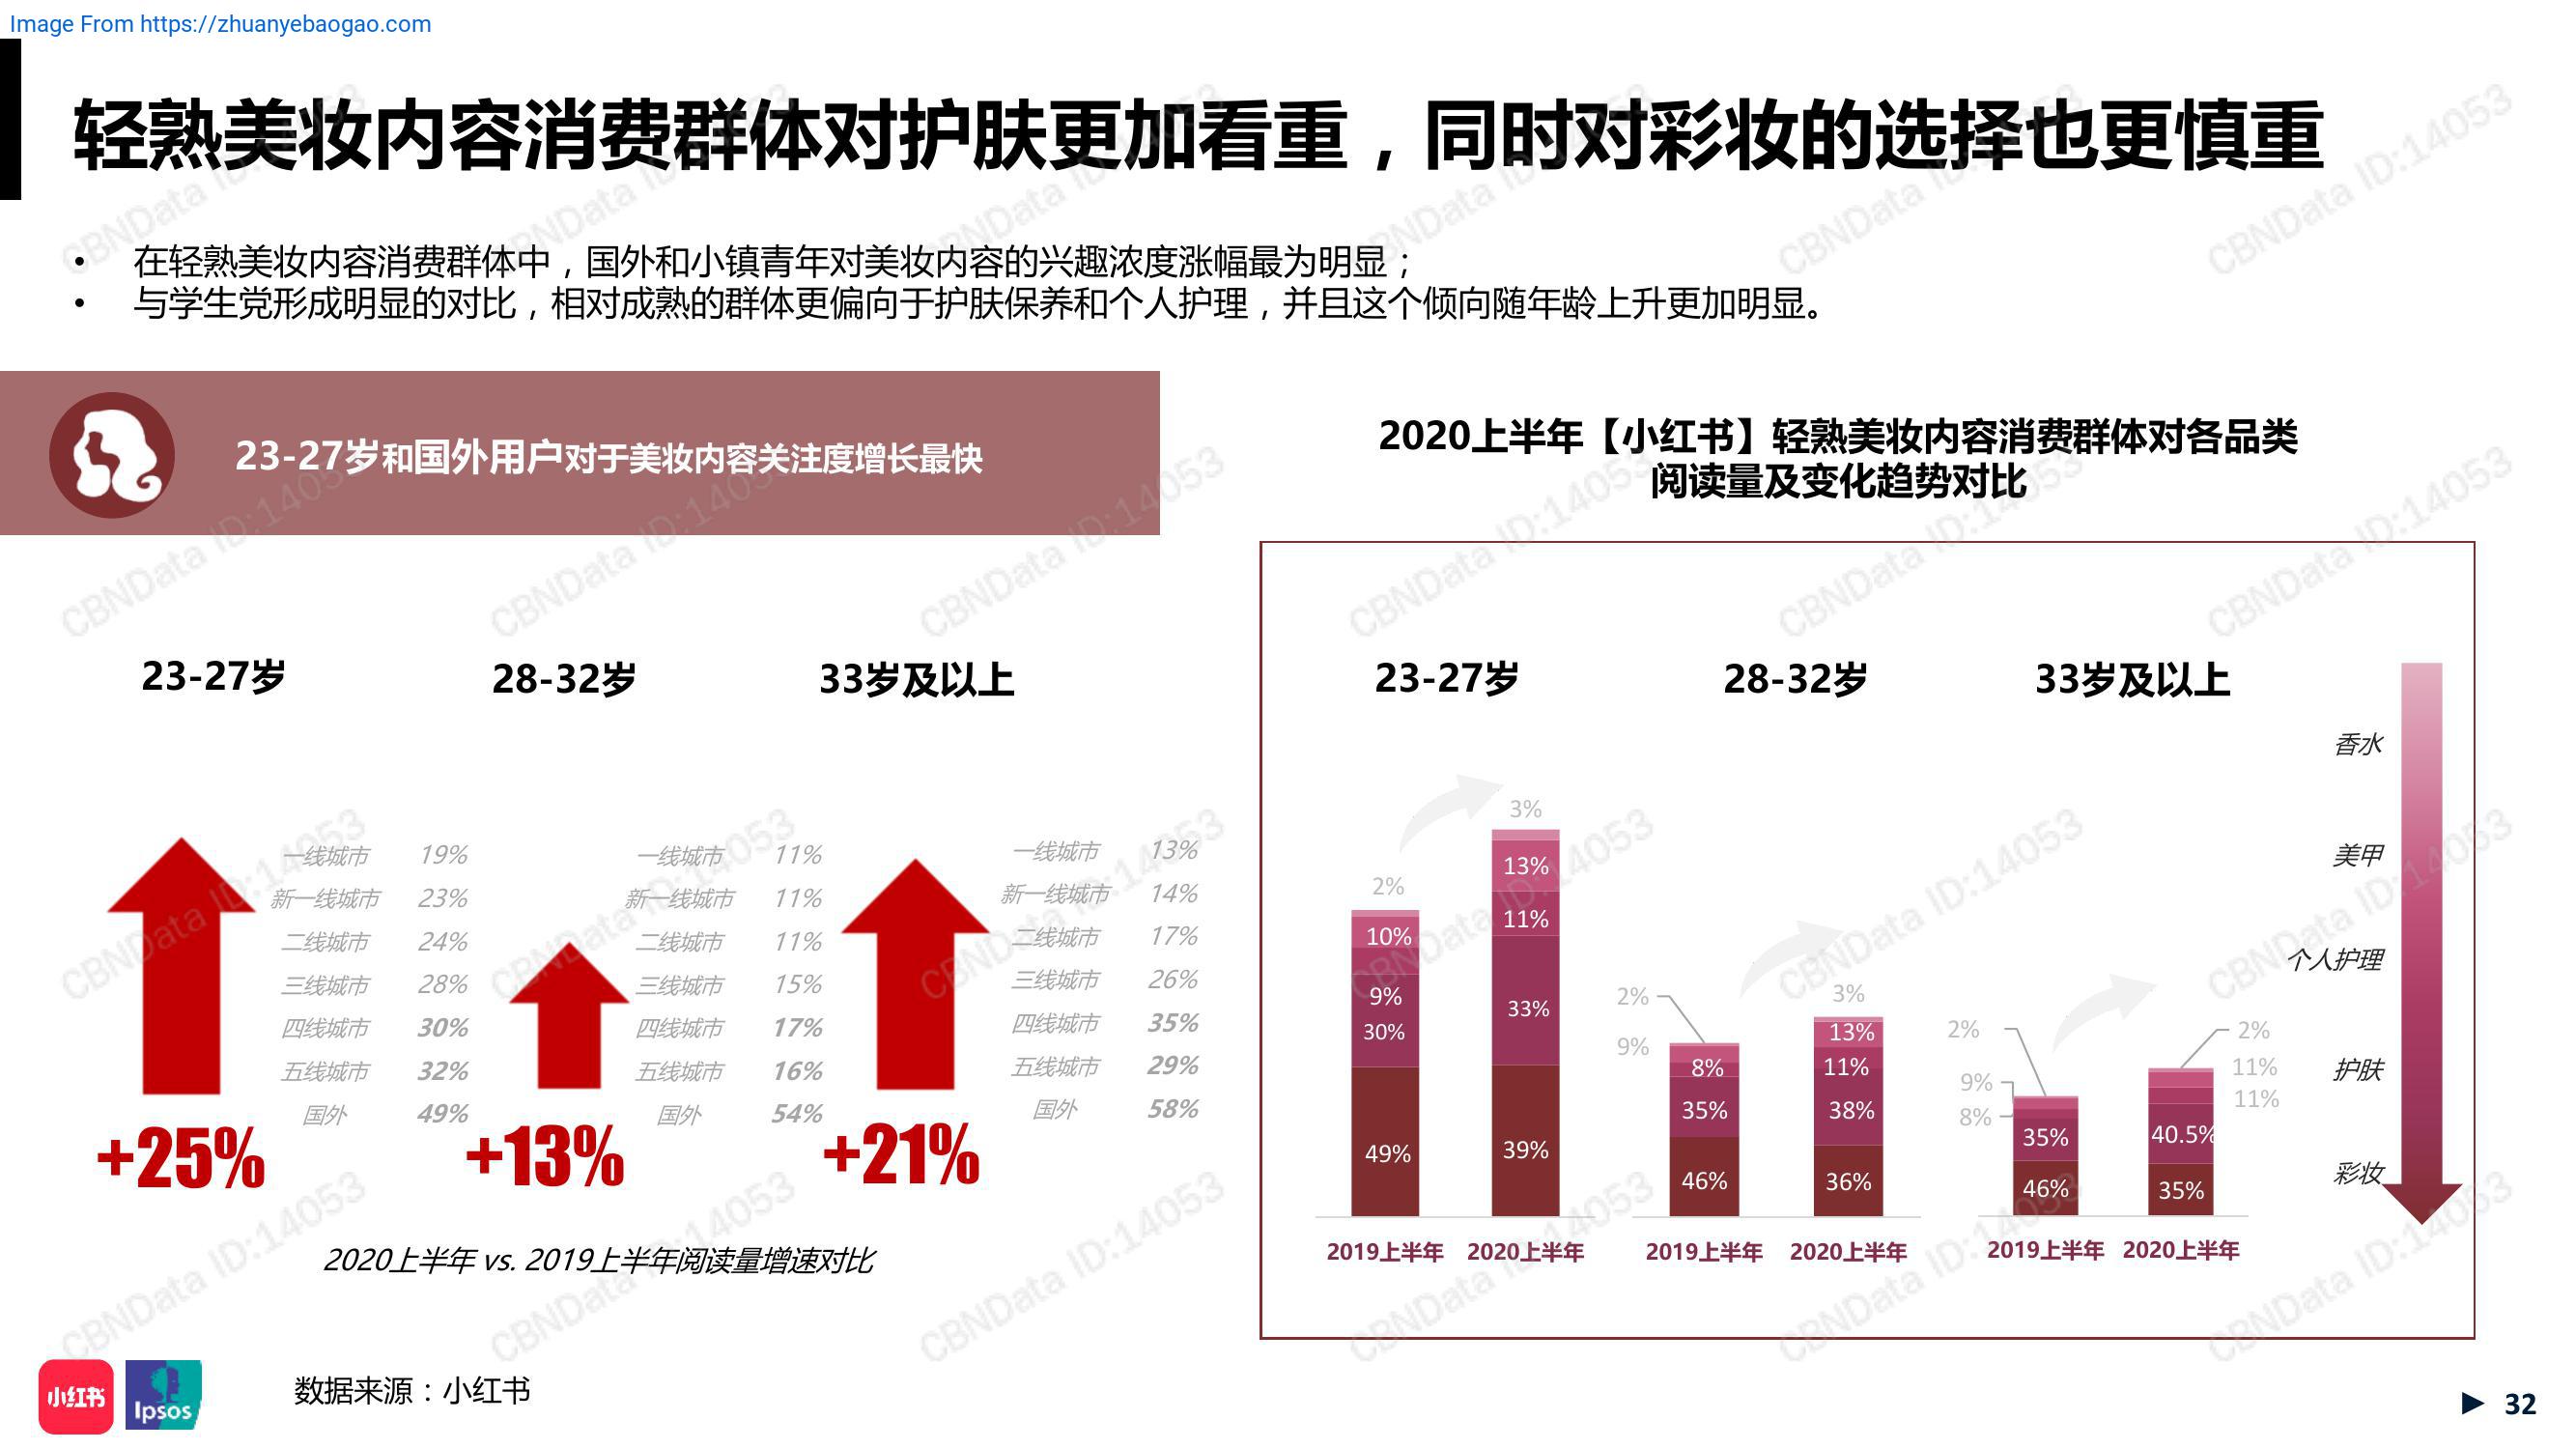 Image From https://zhuanyebaogao.com
轻熟美妆内容消费群体对护肤更加看重，同时对彩妆的选择也更慎重
• 在轻熟美妆内容消费群体中，国外和小镇青年对美妆内容的兴趣浓度涨幅最为明显；
• 与学生党形成明显的对比，相对成熟的群体更偏向于护肤保养和个人护理，并且这个倾向随年龄上升更加明显。
23-27岁和国外用户对于美妆内容关注度增长最快
23-27岁
28-32岁
33岁及以上
一线城市 19%
新一线城市 23%
二线城市 24%
三线城市 28%
四线城市 30%
五线城市 32%
国外 49%
+25%
一线城市 11%
新一线城市 11%
二线城市 11%
三线城市 15%
四线城市 17%
五线城市 16%
国外 54%
+13%
一线城市 13%
新一线城市 14%
二线城市 17%
三线城市 26%
四线城市 35%
五线城市 29%
国外 58%
+21%
2020上半年 vs. 2019上半年阅读量增速对比
2020上半年【小红书】轻熟美妆内容消费群体对各品类
阅读量及变化趋势对比
23-27岁
28-32岁
33岁及以上
2%
10%
9%
30%
49%
2019上半年
3%
13%
11%
33%
39%
2020上半年
2%
9%
8%
35%
46%
2019上半年
3%
13%
11%
38%
36%
2020上半年
2%
9%
8%
35%
46%
2019上半年
2%
11%
11%
40.5%
35%
2020上半年
香水
美甲
个人护理
护肤
彩妆
小红书
Ipsos
数据来源：小红书
32
CBNData ID:14053